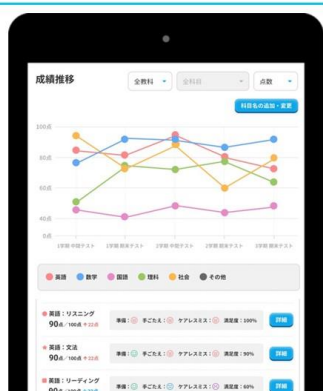 成績推移
全教科
全科目
点数
科目名の追加・変更
100点
80点
60点
40点
0点
1学期 中間テスト
1学期 期末テスト
2学期 中間テスト
2学期 期末テスト
3学期 期末テスト
英語 数学 国語 理科 社会 その他
英語：リスニング
90点／100点
準備： 手ごたえ： ケアレスミス： 満足度：100%
詳細
英語：文法
90点／100点
準備： 手ごたえ： ケアレスミス： 満足度：90%
詳細
英語：リーディング
準備： 手ごたえ： ケアレスミス： 満足度：60%
詳細